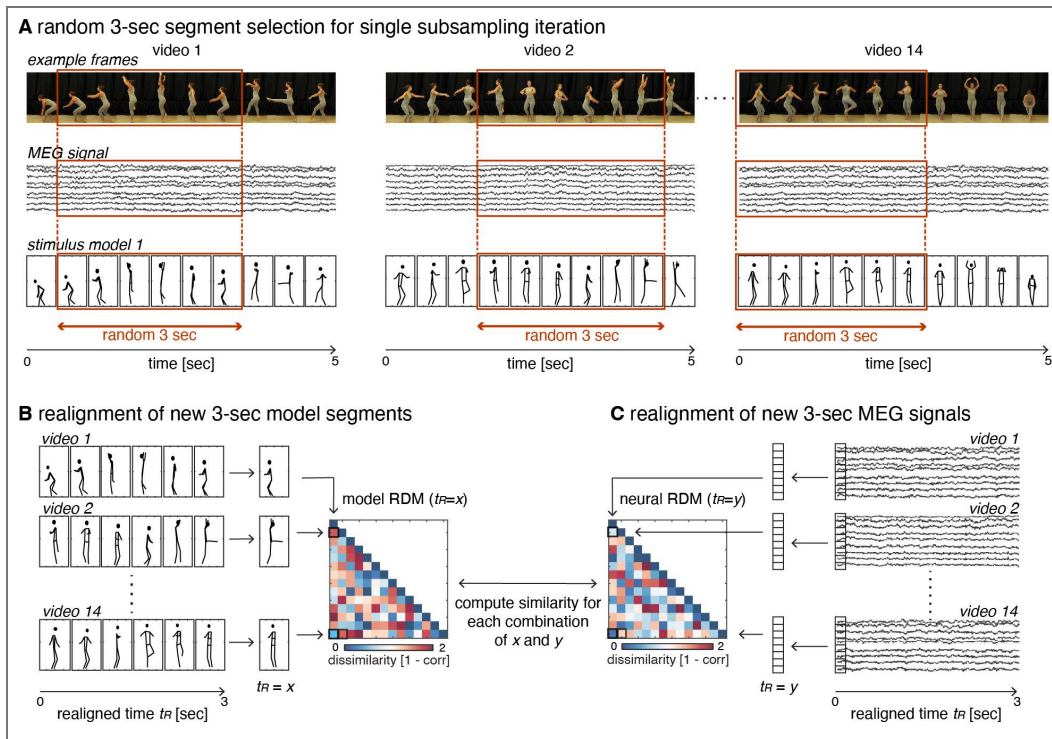 A random 3-sec segment selection for single subsampling iteration
video 1
video 2
video 14
example frames
MEG signal
stimulus model 1
random 3 sec
random 3 sec
random 3 sec
0
time [sec]
5
0
time [sec]
5
0
time [sec]
5
B realignment of new 3-sec model segments
video 1
video 2
video 14
model RDM (tR=x)
0
2
dissimilarity [1 - corr]
tR = x
0
3
realigned time tR [sec]
compute similarity for
each combination
of x and y
C realignment of new 3-sec MEG signals
video 1
video 2
video 14
neural RDM (tR=y)
0
2
dissimilarity [1 - corr]
tR = y
0
3
realigned time tR [sec]